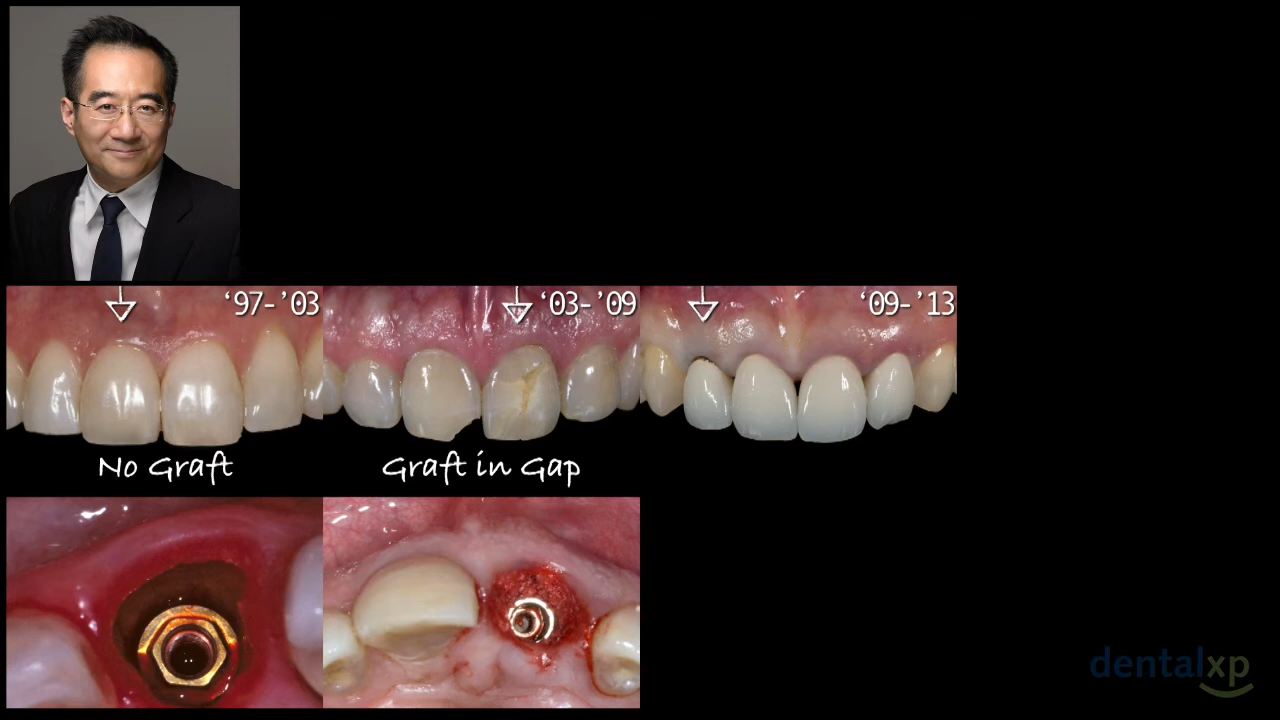 ‘97-’03
‘03-’09
‘09-’13
No Graft
Graft in Gap
dentalxp